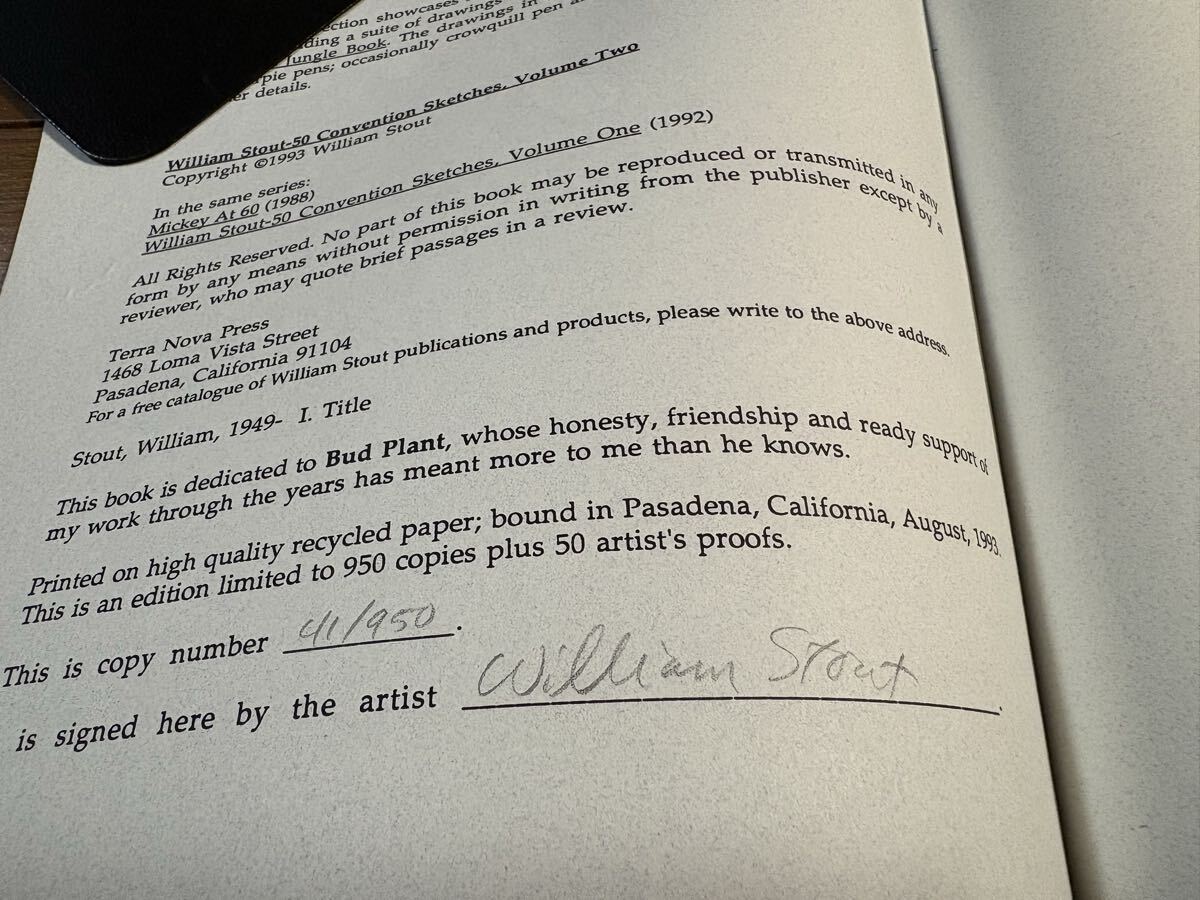 ection showcases
ding a suite of drawings
Jungle Book. The drawings in
pie pens; occasionally crowquill pen
er details.
William Stout-50 Convention Sketches, Volume Two
Copyright ©1993 William Stout
In the same series:
Mickey At 60 (1988)
William Stout-50 Convention Sketches, Volume One (1992)
All Rights Reserved. No part of this book may be reproduced or transmitted in any
form by any means without permission in writing from the publisher except by a
reviewer, who may quote brief passages in a review.
Terra Nova Press
1468 Loma Vista Street
Pasadena, California 91104
For a free catalogue of William Stout publications and products, please write to the above address.
Stout, William, 1949- I. Title
This book is dedicated to Bud Plant, whose honesty, friendship and ready support of
my work through the years has meant more to me than he knows.
Printed on high quality recycled paper; bound in Pasadena, California, August, 1993.
This is an edition limited to 950 copies plus 50 artist's proofs.
This is copy number 41/950.
is signed here by the artist William Stout.